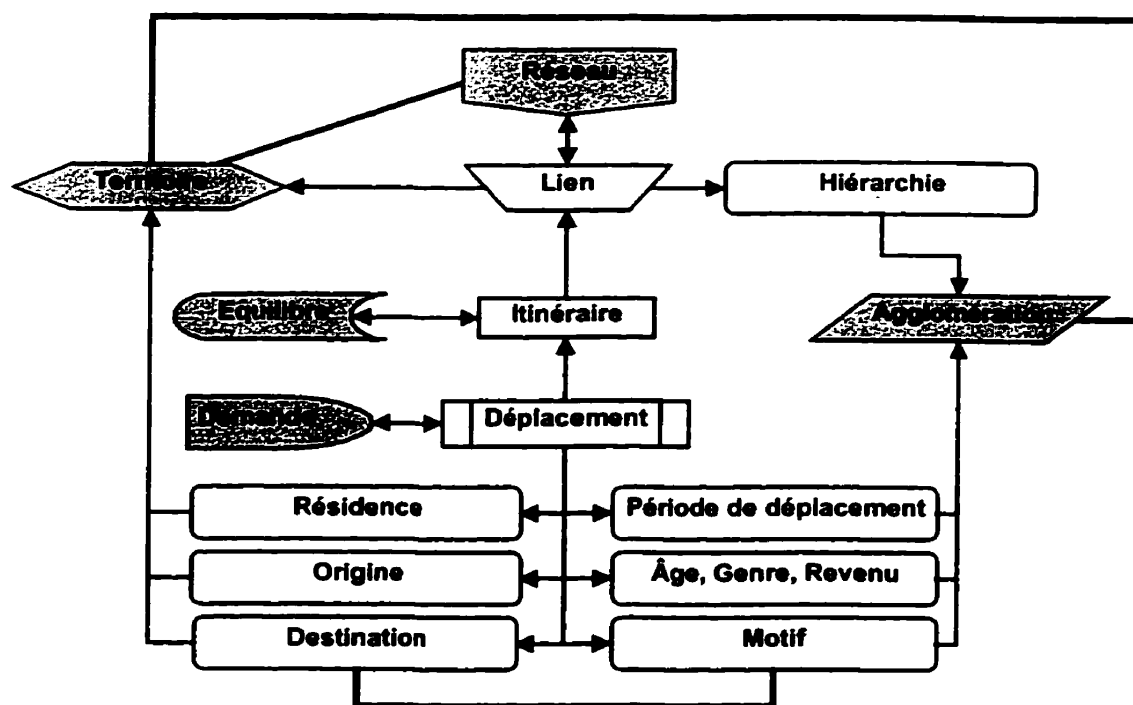 Réseau
Territoire
Lien
Hiérarchie
Equilibre
Itinéraire
Agglomération
Demande
Déplacement
Résidence
Période de déplacement
Origine
Âge, Genre, Revenu
Destination
Motif